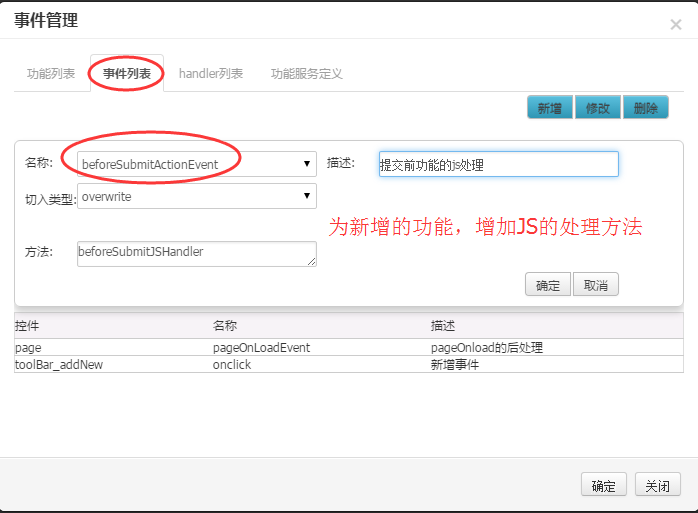 事件管理
×
功能列表 事件列表 handler列表 功能服务定义
新增 修改 删除
名称: beforeSubmitActionEvent 描述: 提交前功能的js处理
切入类型: overwrite
为新增的功能，增加JS的处理方法
方法: beforeSubmitJSHandler
确定 取消
控件 名称 描述
page pageOnLoadEvent pageOnload的后处理
toolBar_addNew onclick 新增事件
确定 关闭